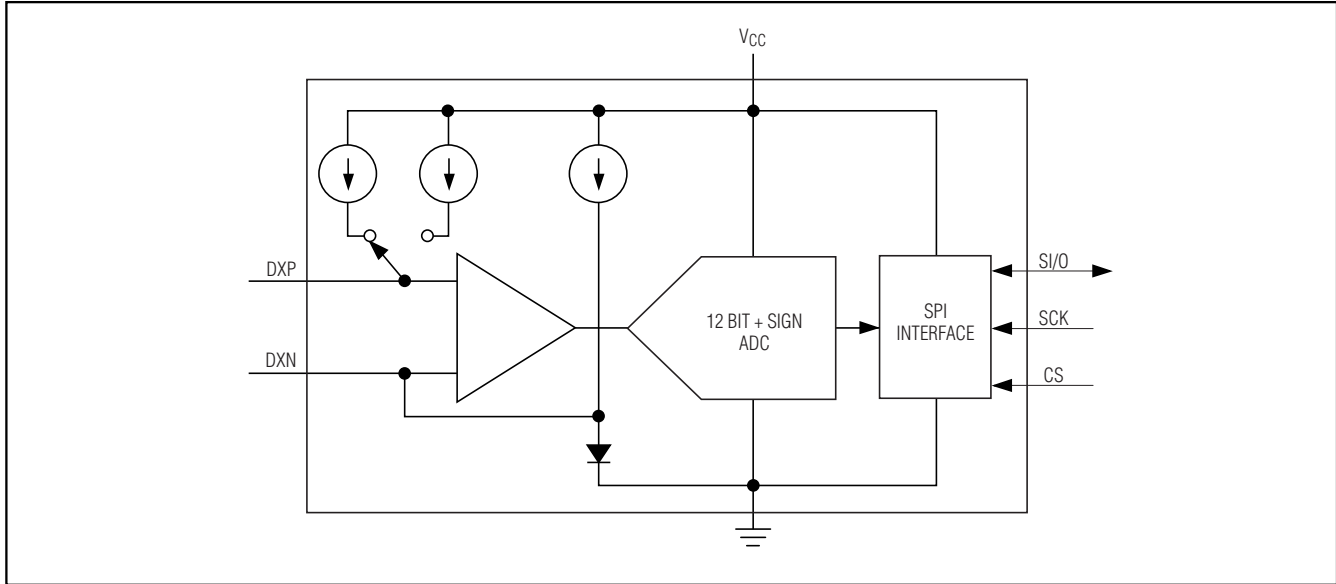 VCC
DXP
DXN
12 BIT + SIGN
ADC
SPI
INTERFACE
SI/O
SCK
CS